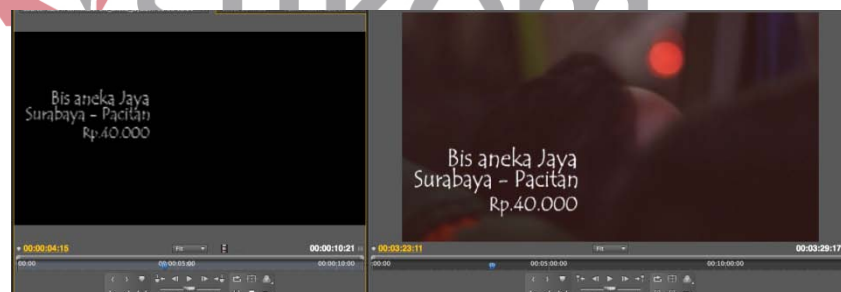 Bis aneka Jaya
Surabaya – Pacitan
Rp.40.000
Bis aneka Jaya
Surabaya – Pacitan
Rp.40.000
00:00:04:15
Fit
00:00:10:21
00:03:23:11
Fit
00:03:29:17
00:00
00:00:05:00
00:00:10:00
00:00
00:05:00:00
00:10:00:00